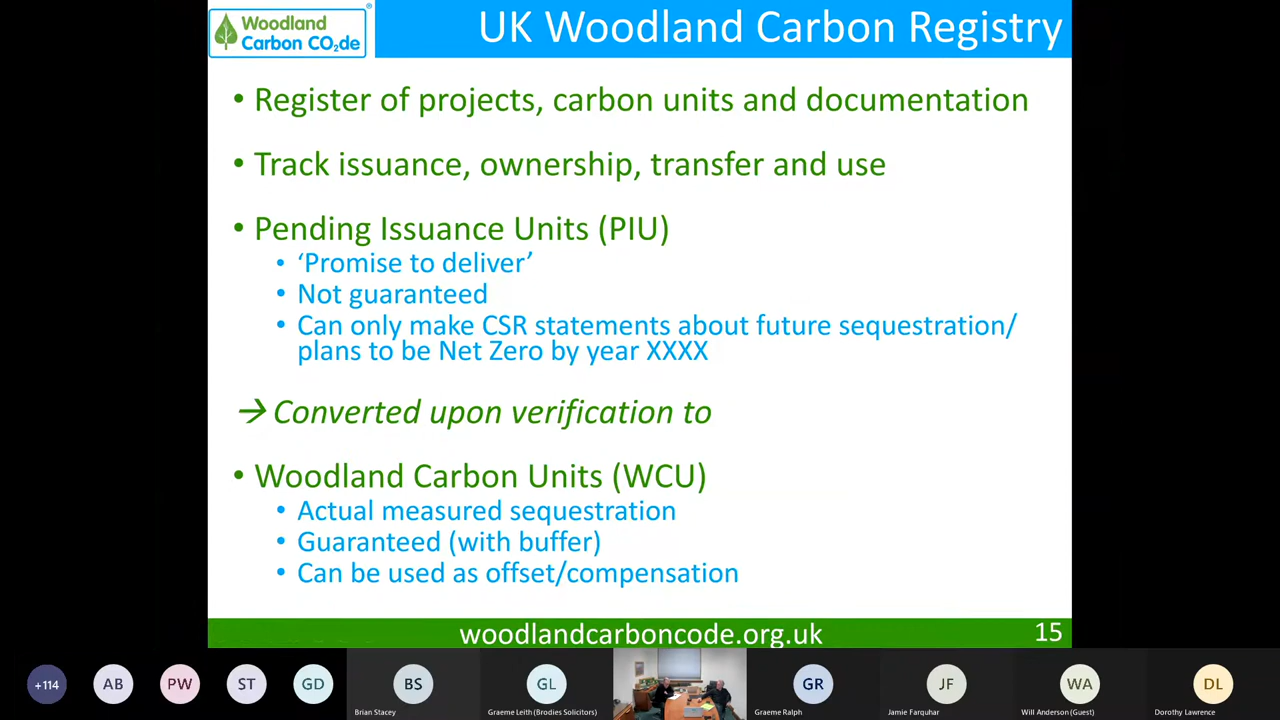 Woodland
Carbon CO₂de
®
UK Woodland Carbon Registry
• Register of projects, carbon units and documentation
• Track issuance, ownership, transfer and use
• Pending Issuance Units (PIU)
• ‘Promise to deliver’
• Not guaranteed
• Can only make CSR statements about future sequestration/
plans to be Net Zero by year XXXX
→ Converted upon verification to
• Woodland Carbon Units (WCU)
• Actual measured sequestration
• Guaranteed (with buffer)
• Can be used as offset/compensation
woodlandcarboncode.org.uk
15
+114
AB
PW
ST
GD
BS
GL
GR
JF
WA
DL
Brian Stacey
Graeme Leith (Brodies Solicitors)
Graeme Ralph
Jamie Farquhar
Will Anderson (Guest)
Dorothy Lawrence